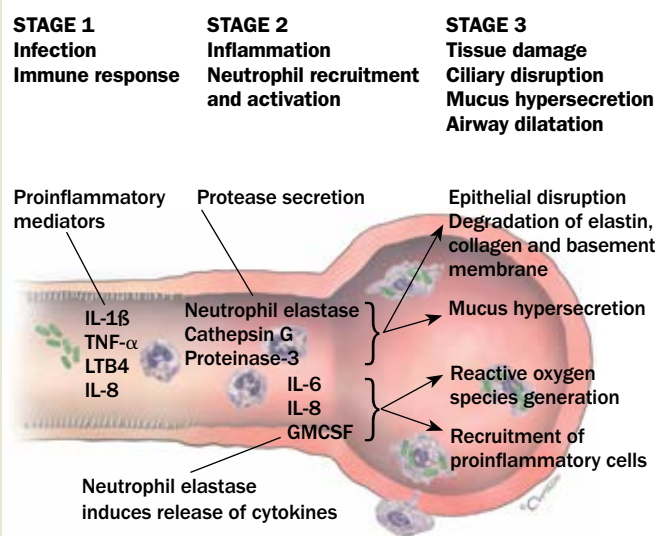 STAGE 1
Infection
Immune response
STAGE 2
Inflammation
Neutrophil recruitment
and activation
STAGE 3
Tissue damage
Ciliary disruption
Mucus hypersecretion
Airway dilatation
Proinflammatory
mediators
Protease secretion
Epithelial disruption
Degradation of elastin,
collagen and basement
membrane
IL-1ß
TNF-α
LTB4
IL-8
Neutrophil elastase
Cathepsin G
Proteinase-3
Mucus hypersecretion
IL-6
IL-8
GMCSF
Reactive oxygen
species generation
Recruitment of
proinflammatory cells
Neutrophil elastase
induces release of cytokines